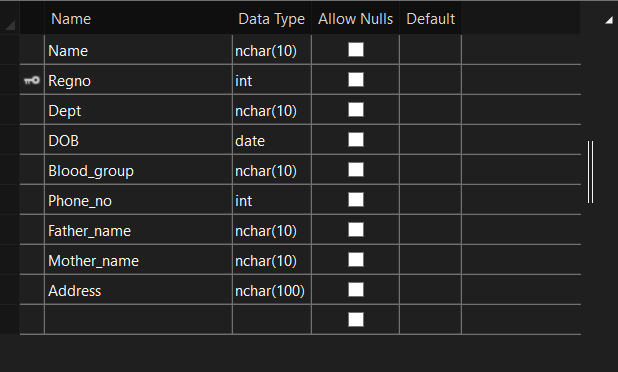 Name Data Type Allow Nulls Default
Name nchar(10)
Regno int
Dept nchar(10)
DOB date
Blood_group nchar(10)
Phone_no int
Father_name nchar(10)
Mother_name nchar(10)
Address nchar(100)